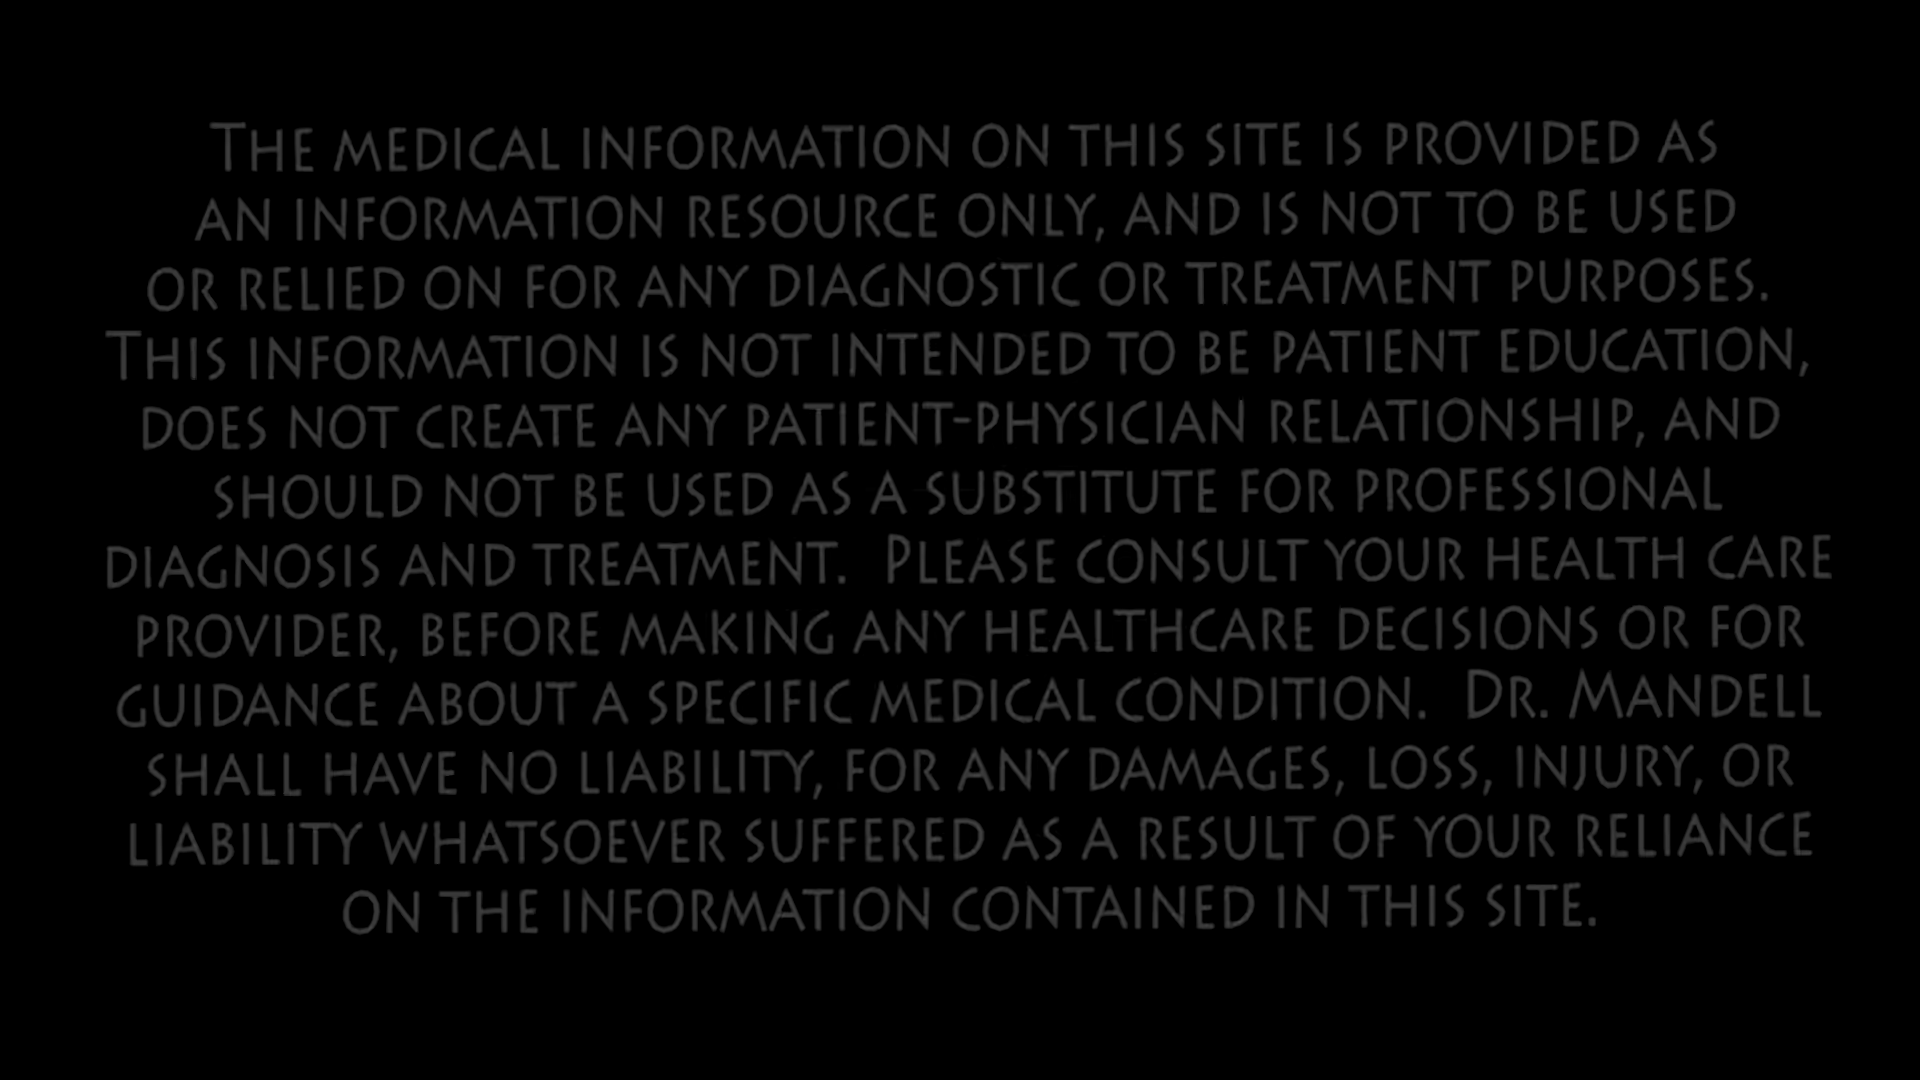 The medical information on this site is provided as
an information resource only, and is not to be used
or relied on for any diagnostic or treatment purposes.
This information is not intended to be patient education,
does not create any patient-physician relationship, and
should not be used as a substitute for professional
diagnosis and treatment. Please consult your health care
provider, before making any healthcare decisions or for
guidance about a specific medical condition. Dr. Mandell
shall have no liability, for any damages, loss, injury, or
liability whatsoever suffered as a result of your reliance
on the information contained in this site.